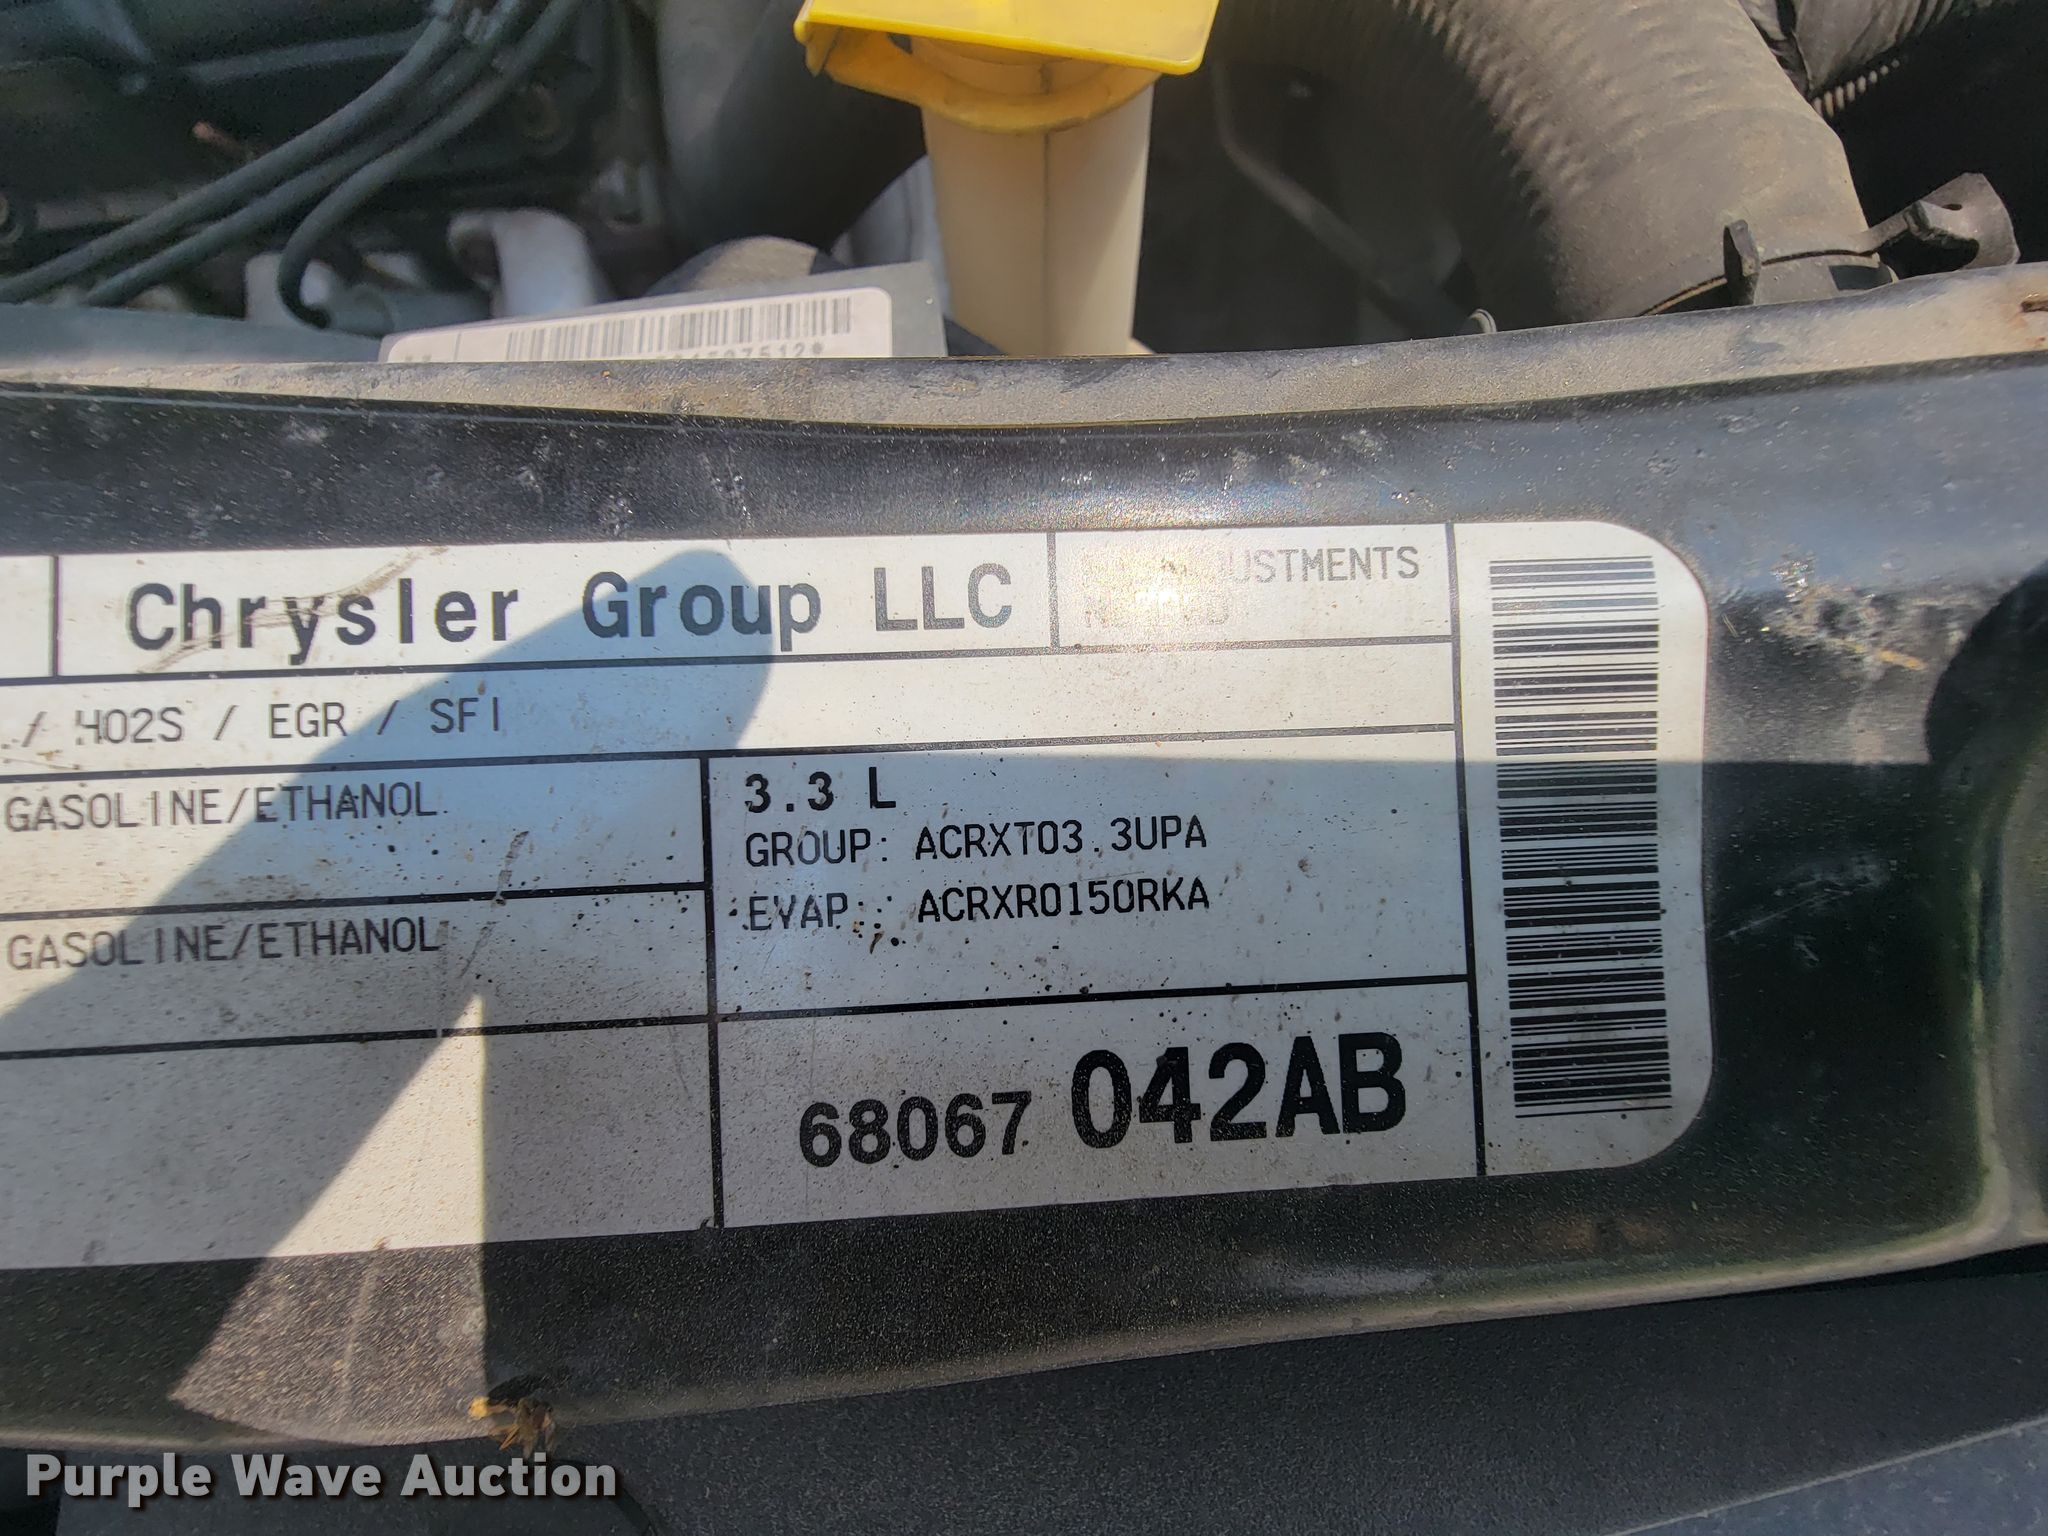 Chrysler Group LLC
/ HO2S / EGR / SFI
GASOLINE/ETHANOL
GASOLINE/ETHANOL
3.3 L
GROUP: ACRXT03.3UPA
EVAP: ACRXR0150RKA
68067 042AB
Purple Wave Auction